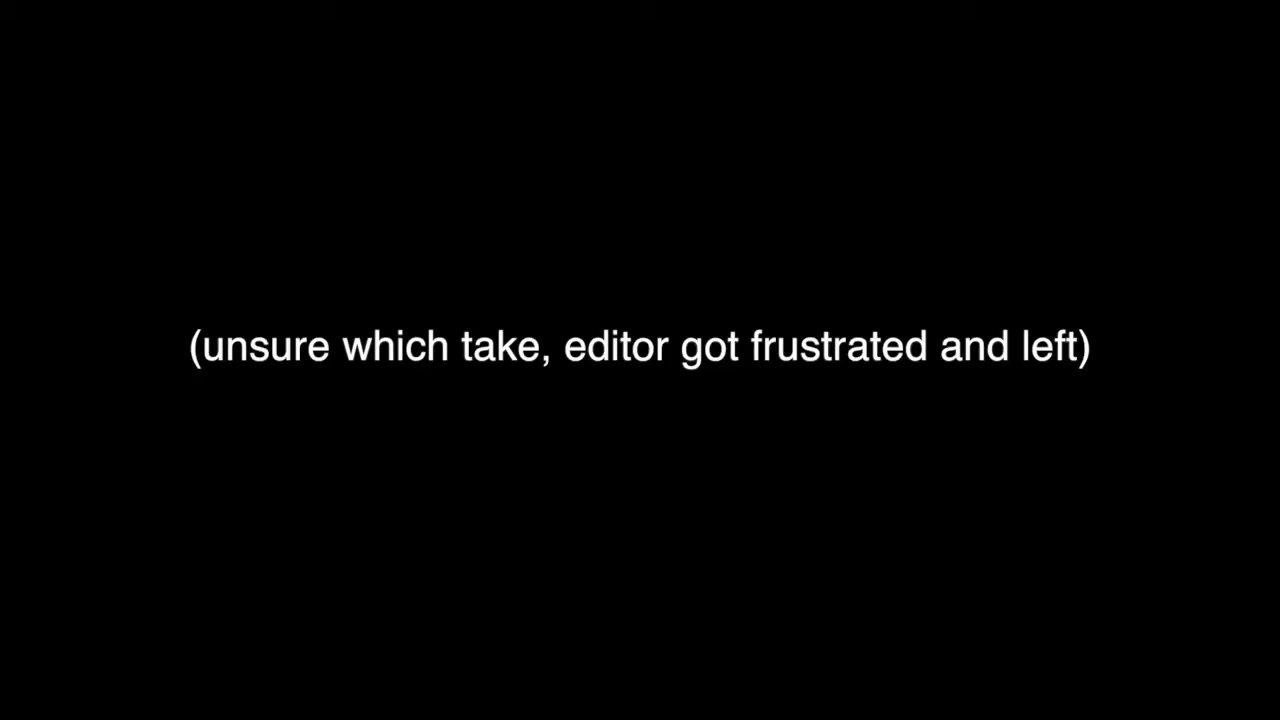 (unsure which take, editor got frustrated and left)